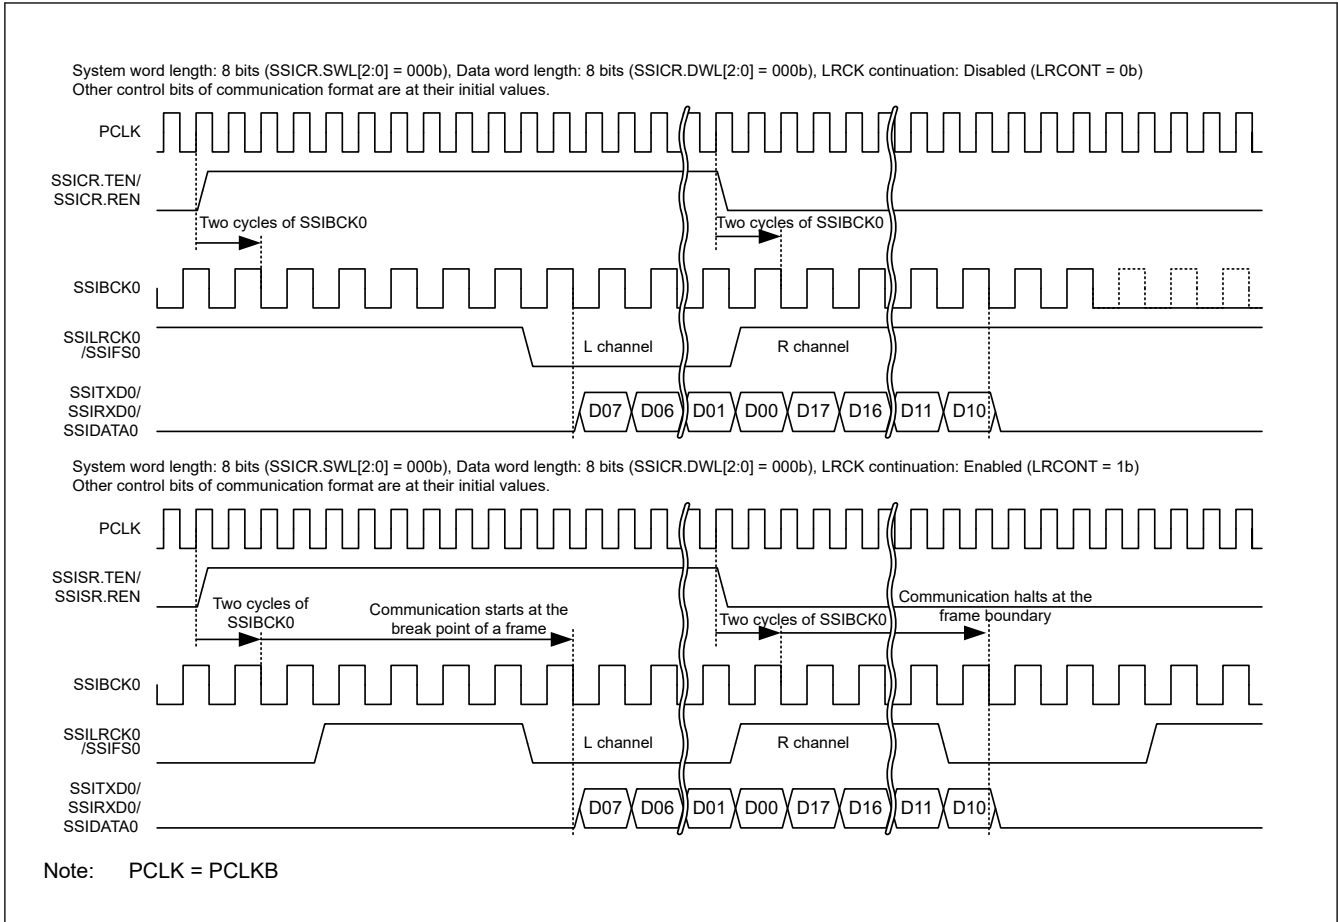 System word length: 8 bits (SSICR.SWL[2:0] = 000b), Data word length: 8 bits (SSICR.DWL[2:0] = 000b), LRCK continuation: Disabled (LRCONT = 0b)
Other control bits of communication format are at their initial values.
PCLK
SSICR.TEN/
SSICR.REN
Two cycles of SSIBCK0
Two cycles of SSIBCK0
SSIBCK0
SSILRCK0
/SSIFS0
L channel
R channel
SSITXD0/
SSIRXD0/
SSIDATA0
D07 D06 D01 D00 D17 D16 D11 D10
System word length: 8 bits (SSICR.SWL[2:0] = 000b), Data word length: 8 bits (SSICR.DWL[2:0] = 000b), LRCK continuation: Enabled (LRCONT = 1b)
Other control bits of communication format are at their initial values.
PCLK
SSISR.TEN/
SSISR.REN
Two cycles of
SSIBCK0
Communication starts at the
break point of a frame
Two cycles of SSIBCK0
Communication halts at the
frame boundary
SSIBCK0
SSILRCK0
/SSIFS0
L channel
R channel
SSITXD0/
SSIRXD0/
SSIDATA0
D07 D06 D01 D00 D17 D16 D11 D10
Note: PCLK = PCLKB